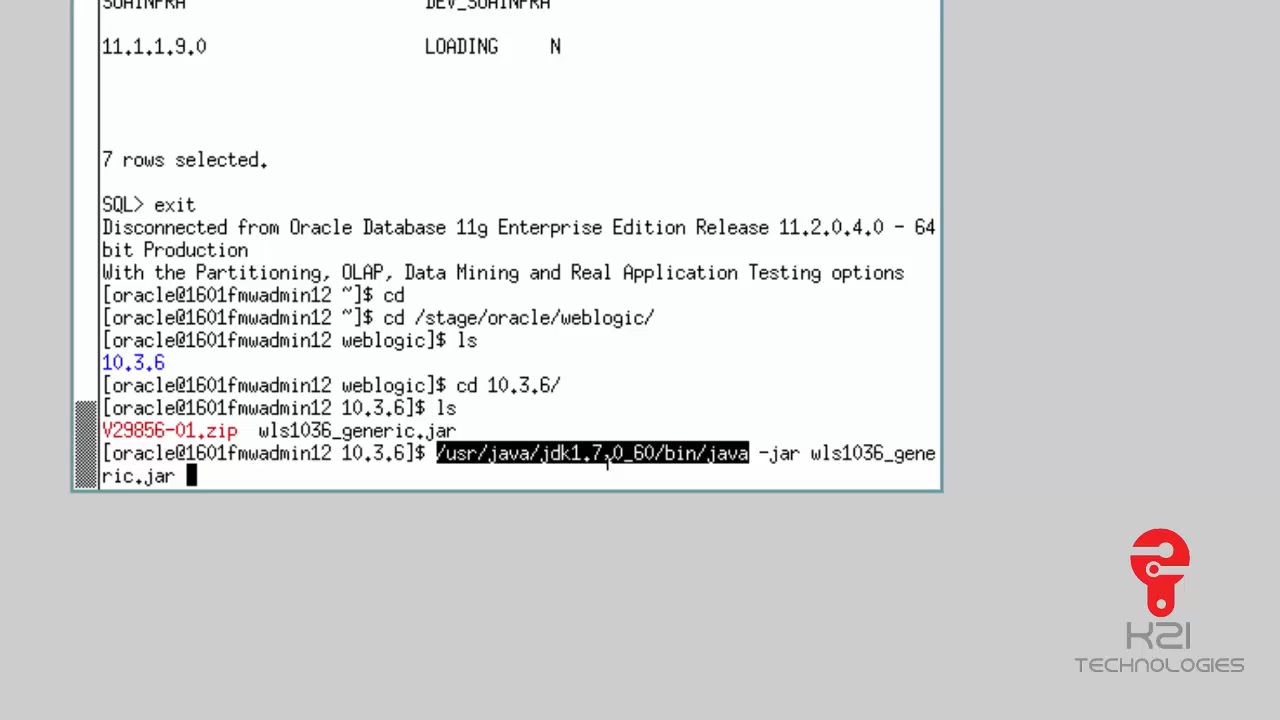 SOAINFRA DEV_SOAINFRA
11.1.1.9.0 LOADING N
7 rows selected.
SQL> exit
Disconnected from Oracle Database 11g Enterprise Edition Release 11.2.0.4.0 - 64
bit Production
With the Partitioning, OLAP, Data Mining and Real Application Testing options
[oracle@1601fmwadmin12 ~]$ cd
[oracle@1601fmwadmin12 ~]$ cd /stage/oracle/weblogic/
[oracle@1601fmwadmin12 weblogic]$ ls
10.3.6
[oracle@1601fmwadmin12 weblogic]$ cd 10.3.6/
[oracle@1601fmwadmin12 10.3.6]$ ls
V29856-01.zip wls1036_generic.jar
[oracle@1601fmwadmin12 10.3.6]$ /usr/java/jdk1.7.0_60/bin/java -jar wls1036_gene
ric.jar
K21
TECHNOLOGIES